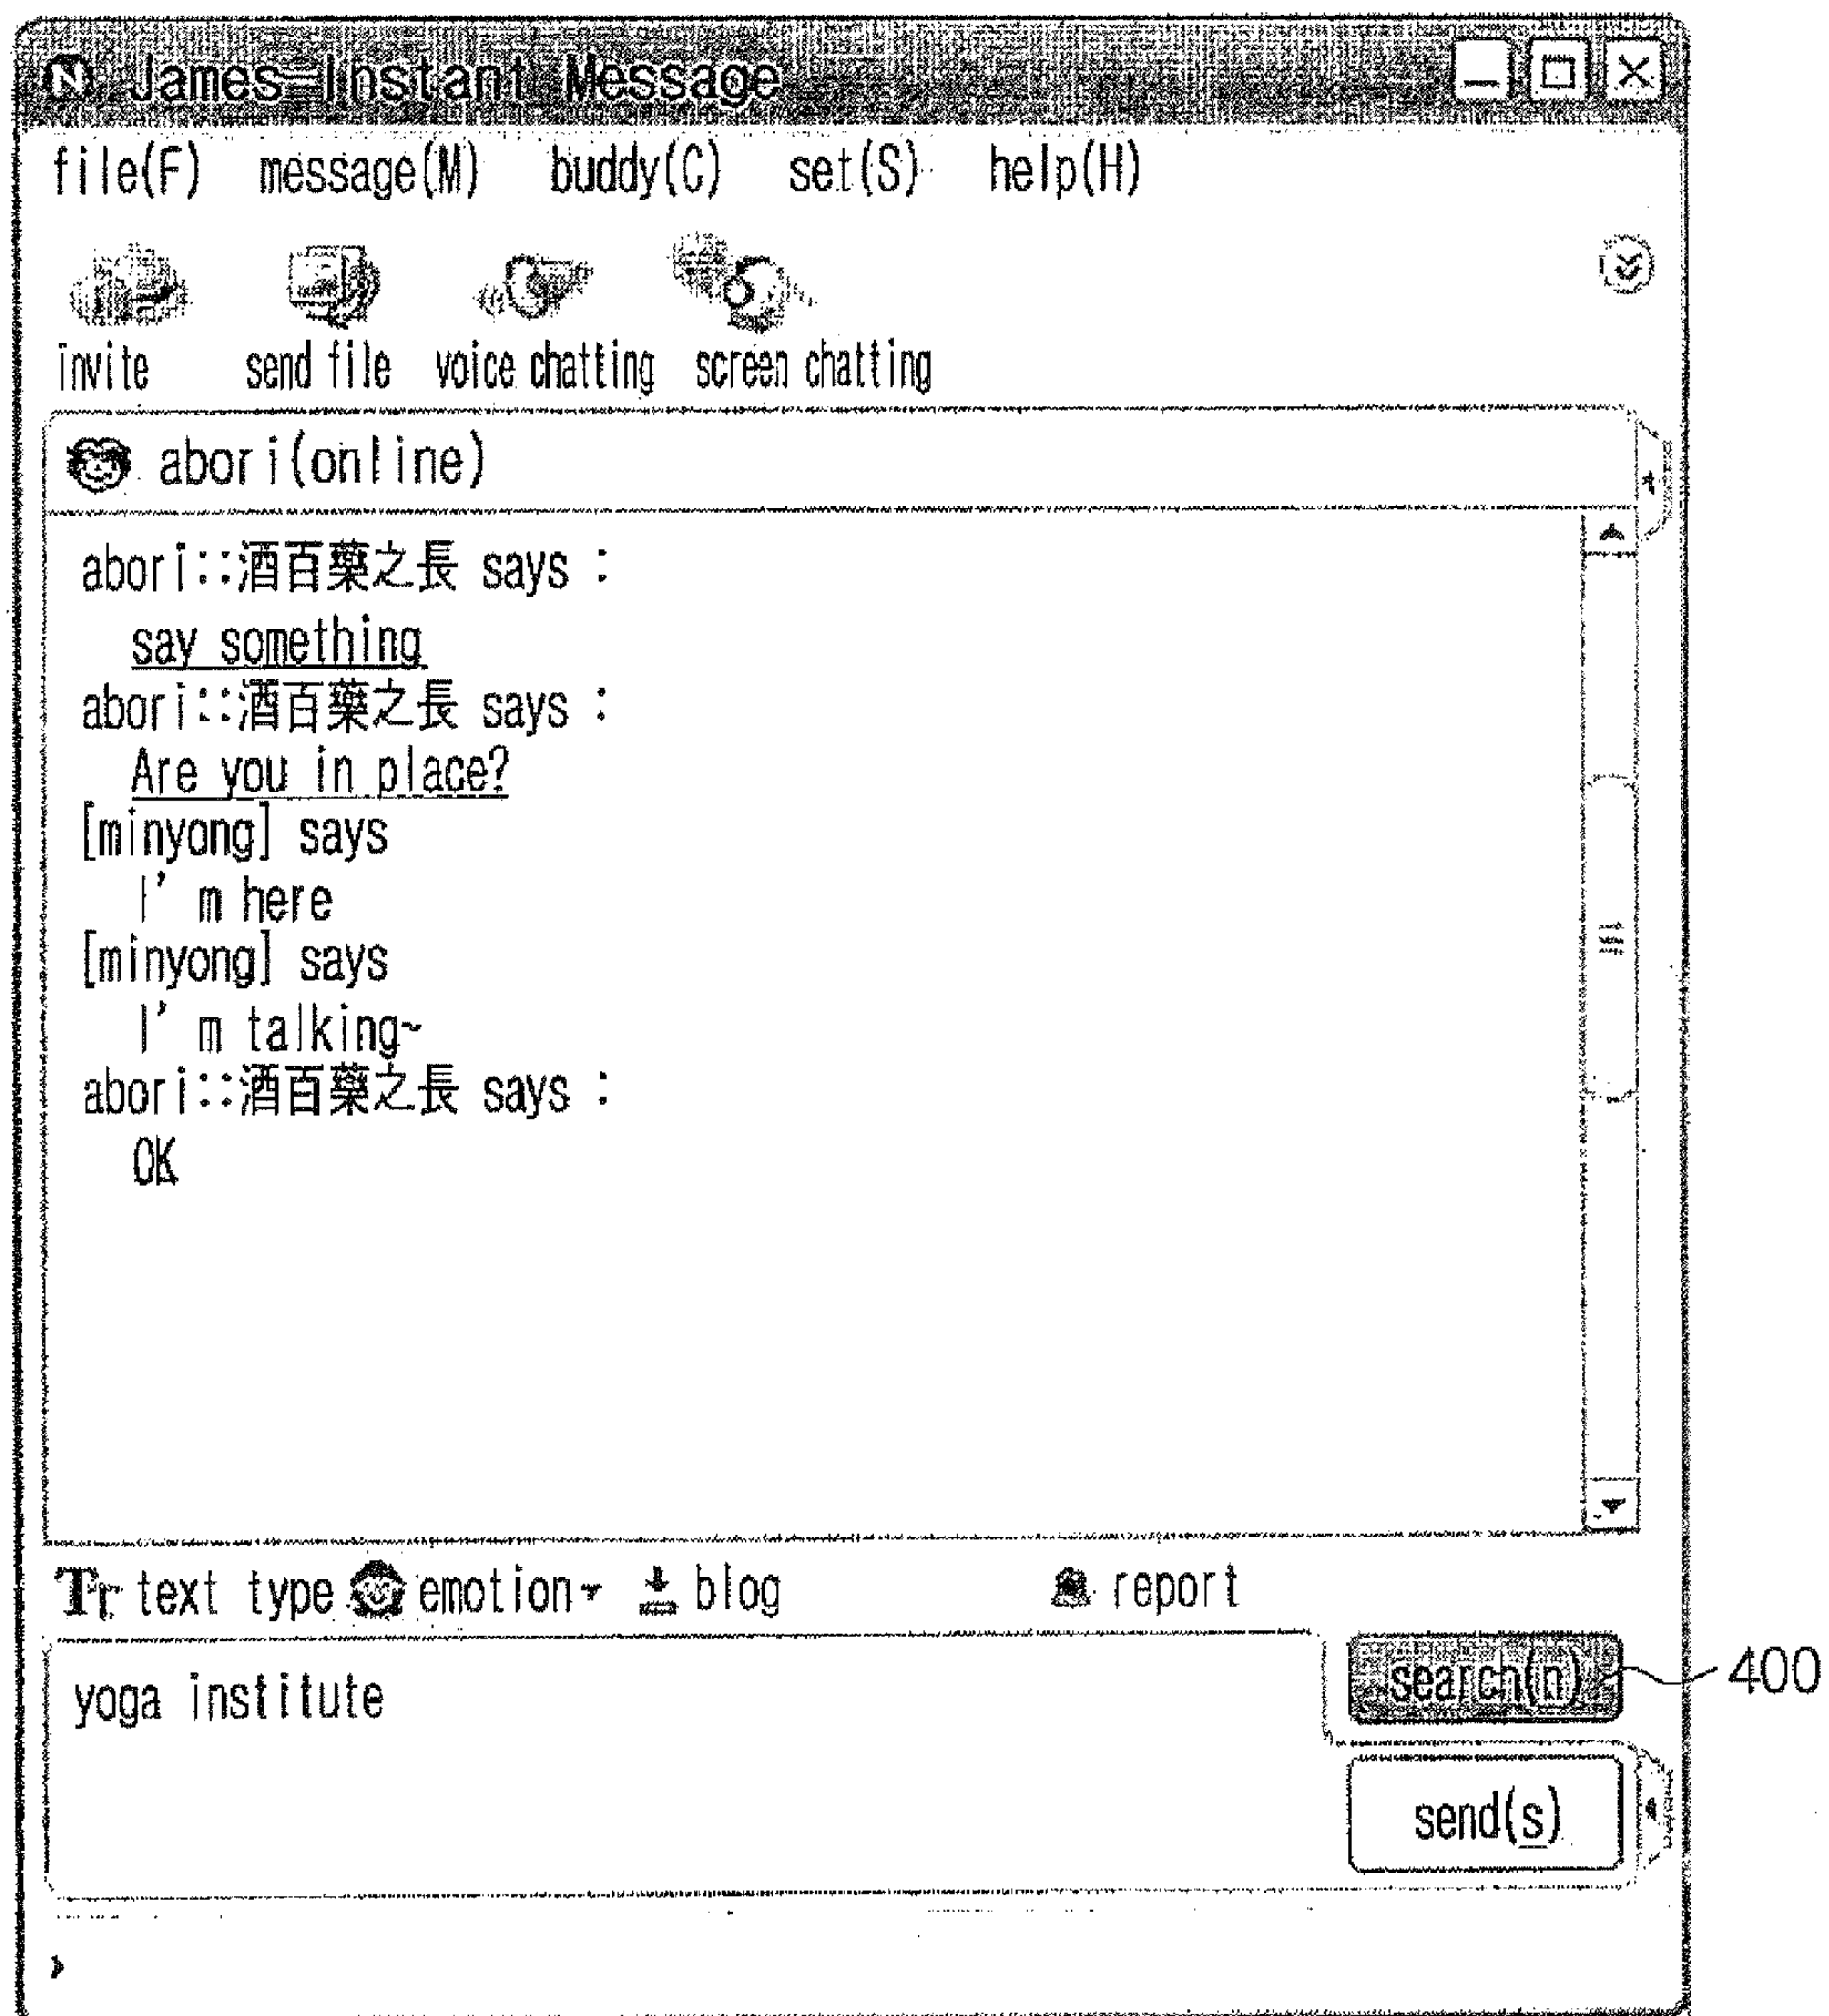 N James-Instant Message
file(F) message(M) buddy(C) set(S) help(H)
invite send file voice chatting screen chatting
abori(online)
abori::酒百藥之長 says :
say something
abori::酒百藥之長 says :
Are you in place?
[minyong] says
I' m here
[minyong] says
I' m talking~
abori::酒百藥之長 says :
OK
Tr text type emotion blog report
yoga institute
search(n) 400
send(s)